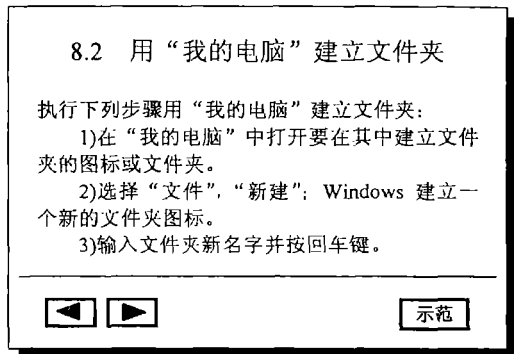 8.2 用“我的电脑”建立文件夹
执行下列步骤用“我的电脑”建立文件夹：
1)在“我的电脑”中打开要在其中建立文件
夹的图标或文件夹。
2)选择“文件”，“新建”；Windows 建立一
个新的文件夹图标。
3)输入文件夹新名字并按回车键。
示范